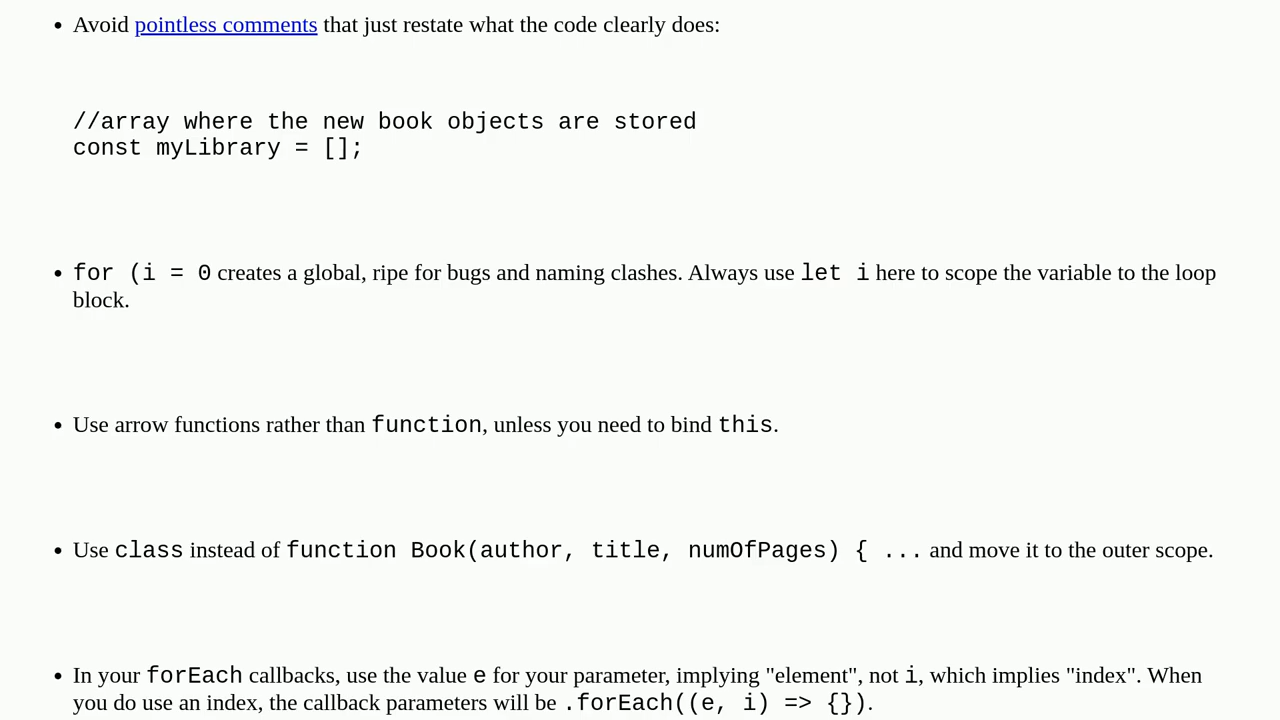 • Avoid pointless comments that just restate what the code clearly does:
//array where the new book objects are stored
const myLibrary = [];
• for (i = 0 creates a global, ripe for bugs and naming clashes. Always use let i here to scope the variable to the loop
block.
• Use arrow functions rather than function, unless you need to bind this.
• Use class instead of function Book(author, title, numOfPages) { ... and move it to the outer scope.
• In your forEach callbacks, use the value e for your parameter, implying "element", not i, which implies "index". When
you do use an index, the callback parameters will be .forEach((e, i) => {}).